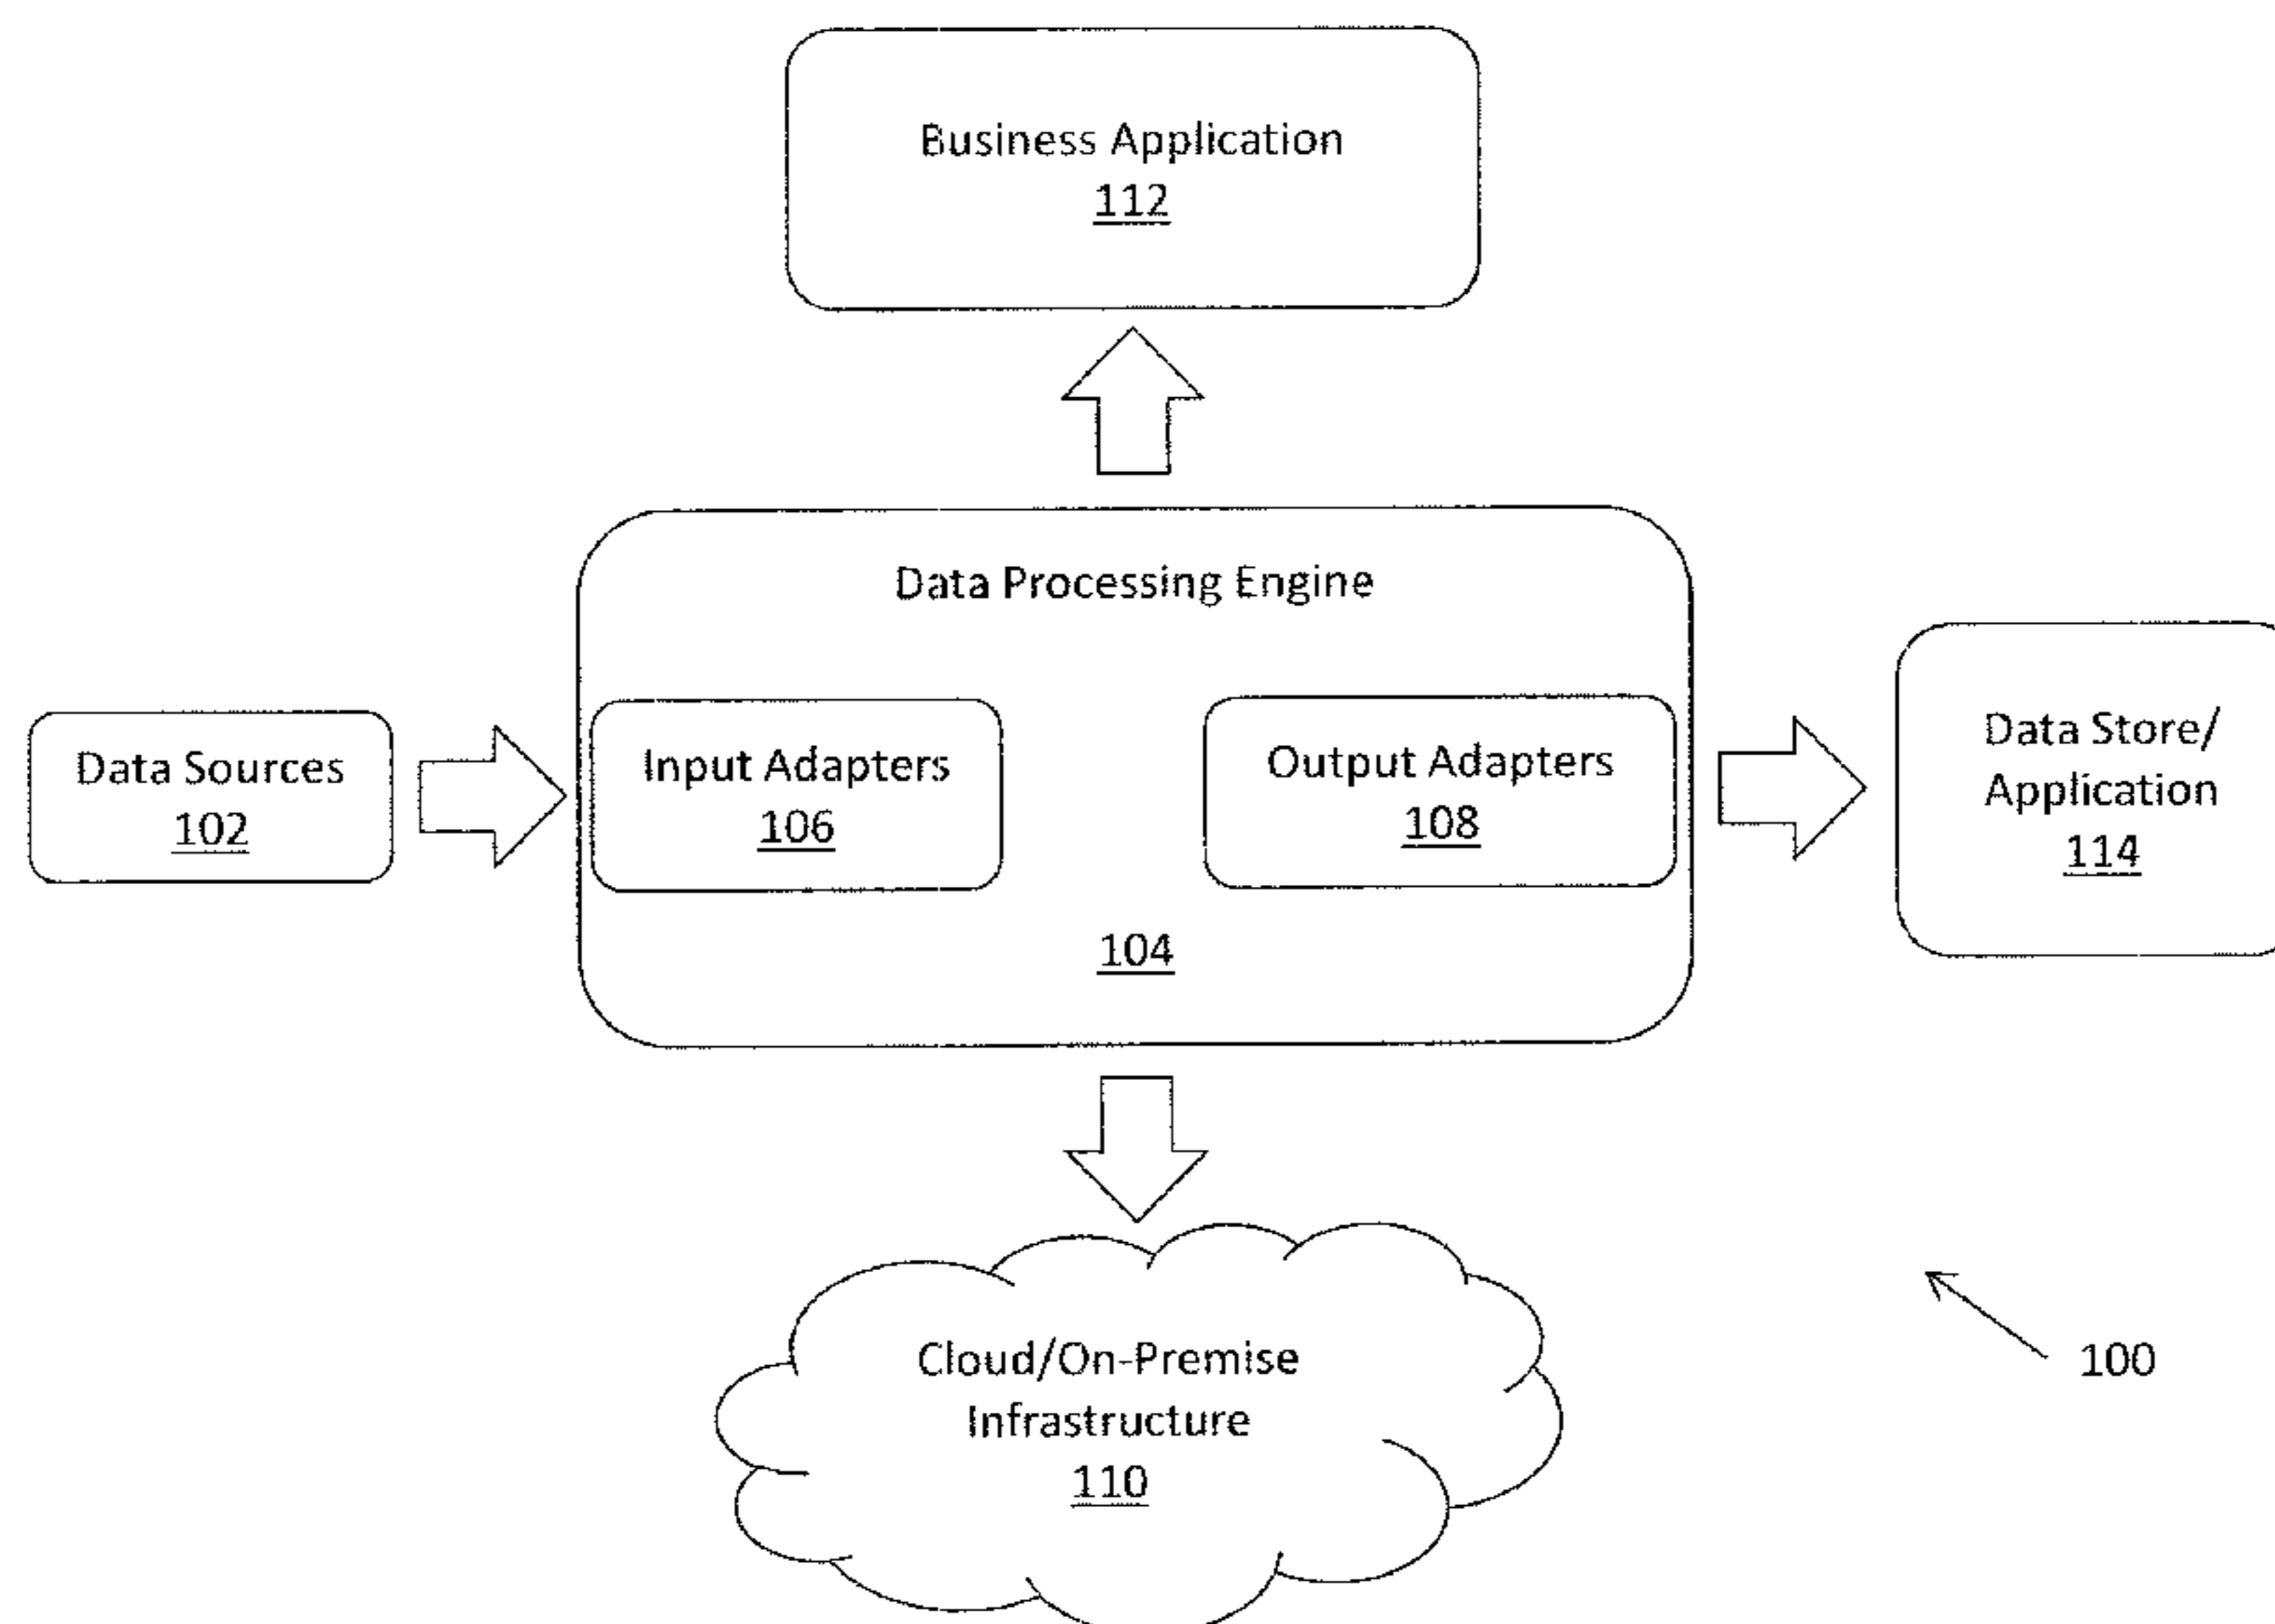 Business Application
112
Data Processing Engine
Data Sources
102
Input Adapters
106
Output Adapters
108
104
Data Store/
Application
114
Cloud/On-Premise
Infrastructure
110
100